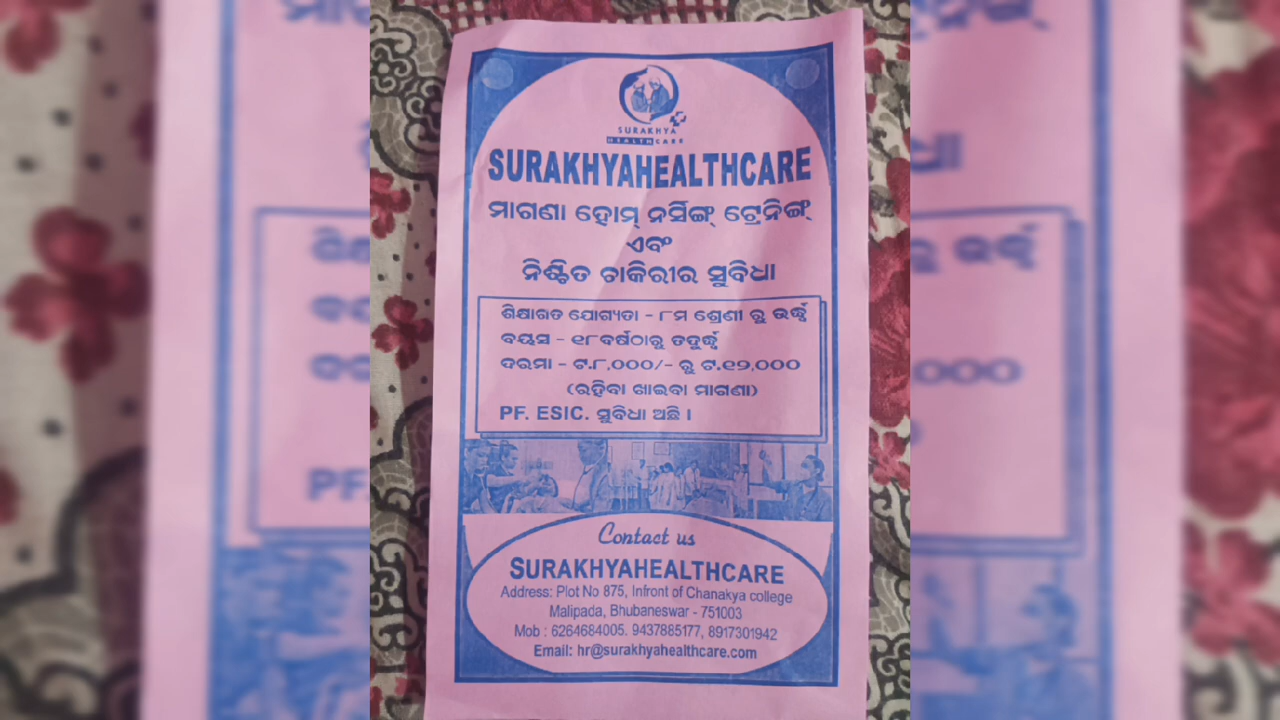 SURAKHYA
HEALTHCARE
SURAKHYAHEALTHCARE
ମାଗଣା ହୋମ୍ ନର୍ସିଙ୍ଗ୍ ଟ୍ରେନିଙ୍ଗ୍
ଏବଂ
ନିଶ୍ଚିତ ଚାକିରୀର ସୁବିଧା
ଶିକ୍ଷାଗତ ଯୋଗ୍ୟତା - ୮ମ ଶ୍ରେଣୀ ରୁ ଉର୍ଦ୍ଧ୍ୱ
ବୟସ - ୧୮ବର୍ଷଠାରୁ ତଦୁର୍ଦ୍ଧ୍ୱ
ଦରମା - ଟ.୮,୦୦୦/- ରୁ ଟ.୧୨,୦୦୦
(ରହିବା ଖାଇବା ମାଗଣା)
PF. ESIC. ସୁବିଧା ଅଛି ।
Contact us
SURAKHYAHEALTHCARE
Address: Plot No 875, Infront of Chanakya college
Malipada, Bhubaneswar - 751003
Mob : 6264684005. 9437885177, 8917301942
Email: hr@surakhyahealthcare.com